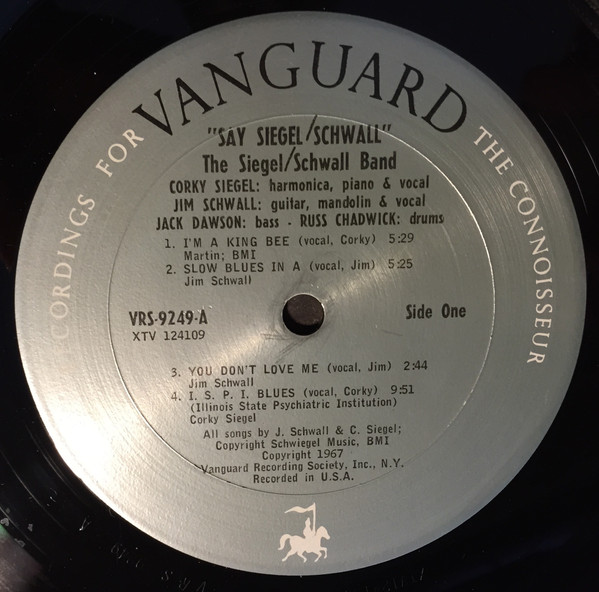 CORDINGS FOR VANGUARD THE CONNOISSEUR
"SAY SIEGEL/SCHWALL"
The Siegel/Schwall Band
CORKY SIEGEL: harmonica, piano & vocal
JIM SCHWALL: guitar, mandolin & vocal
JACK DAWSON: bass - RUSS CHADWICK: drums
1. I'M A KING BEE (vocal, Corky) 5:29
Martin; BMI
2. SLOW BLUES IN A (vocal, Jim) 5:25
Jim Schwall
VRS-9249-A Side One
XTV 124109
3. YOU DON'T LOVE ME (vocal, Jim) 2:44
Jim Schwall
4. I. S. P. I. BLUES (vocal, Corky) 9:51
(Illinois State Psychiatric Institution)
Corky Siegel
All songs by J. Schwall & C. Siegel;
Copyright Schwiegel Music, BMI
Copyright 1967
Vanguard Recording Society, Inc., N.Y.
Recorded in U.S.A.